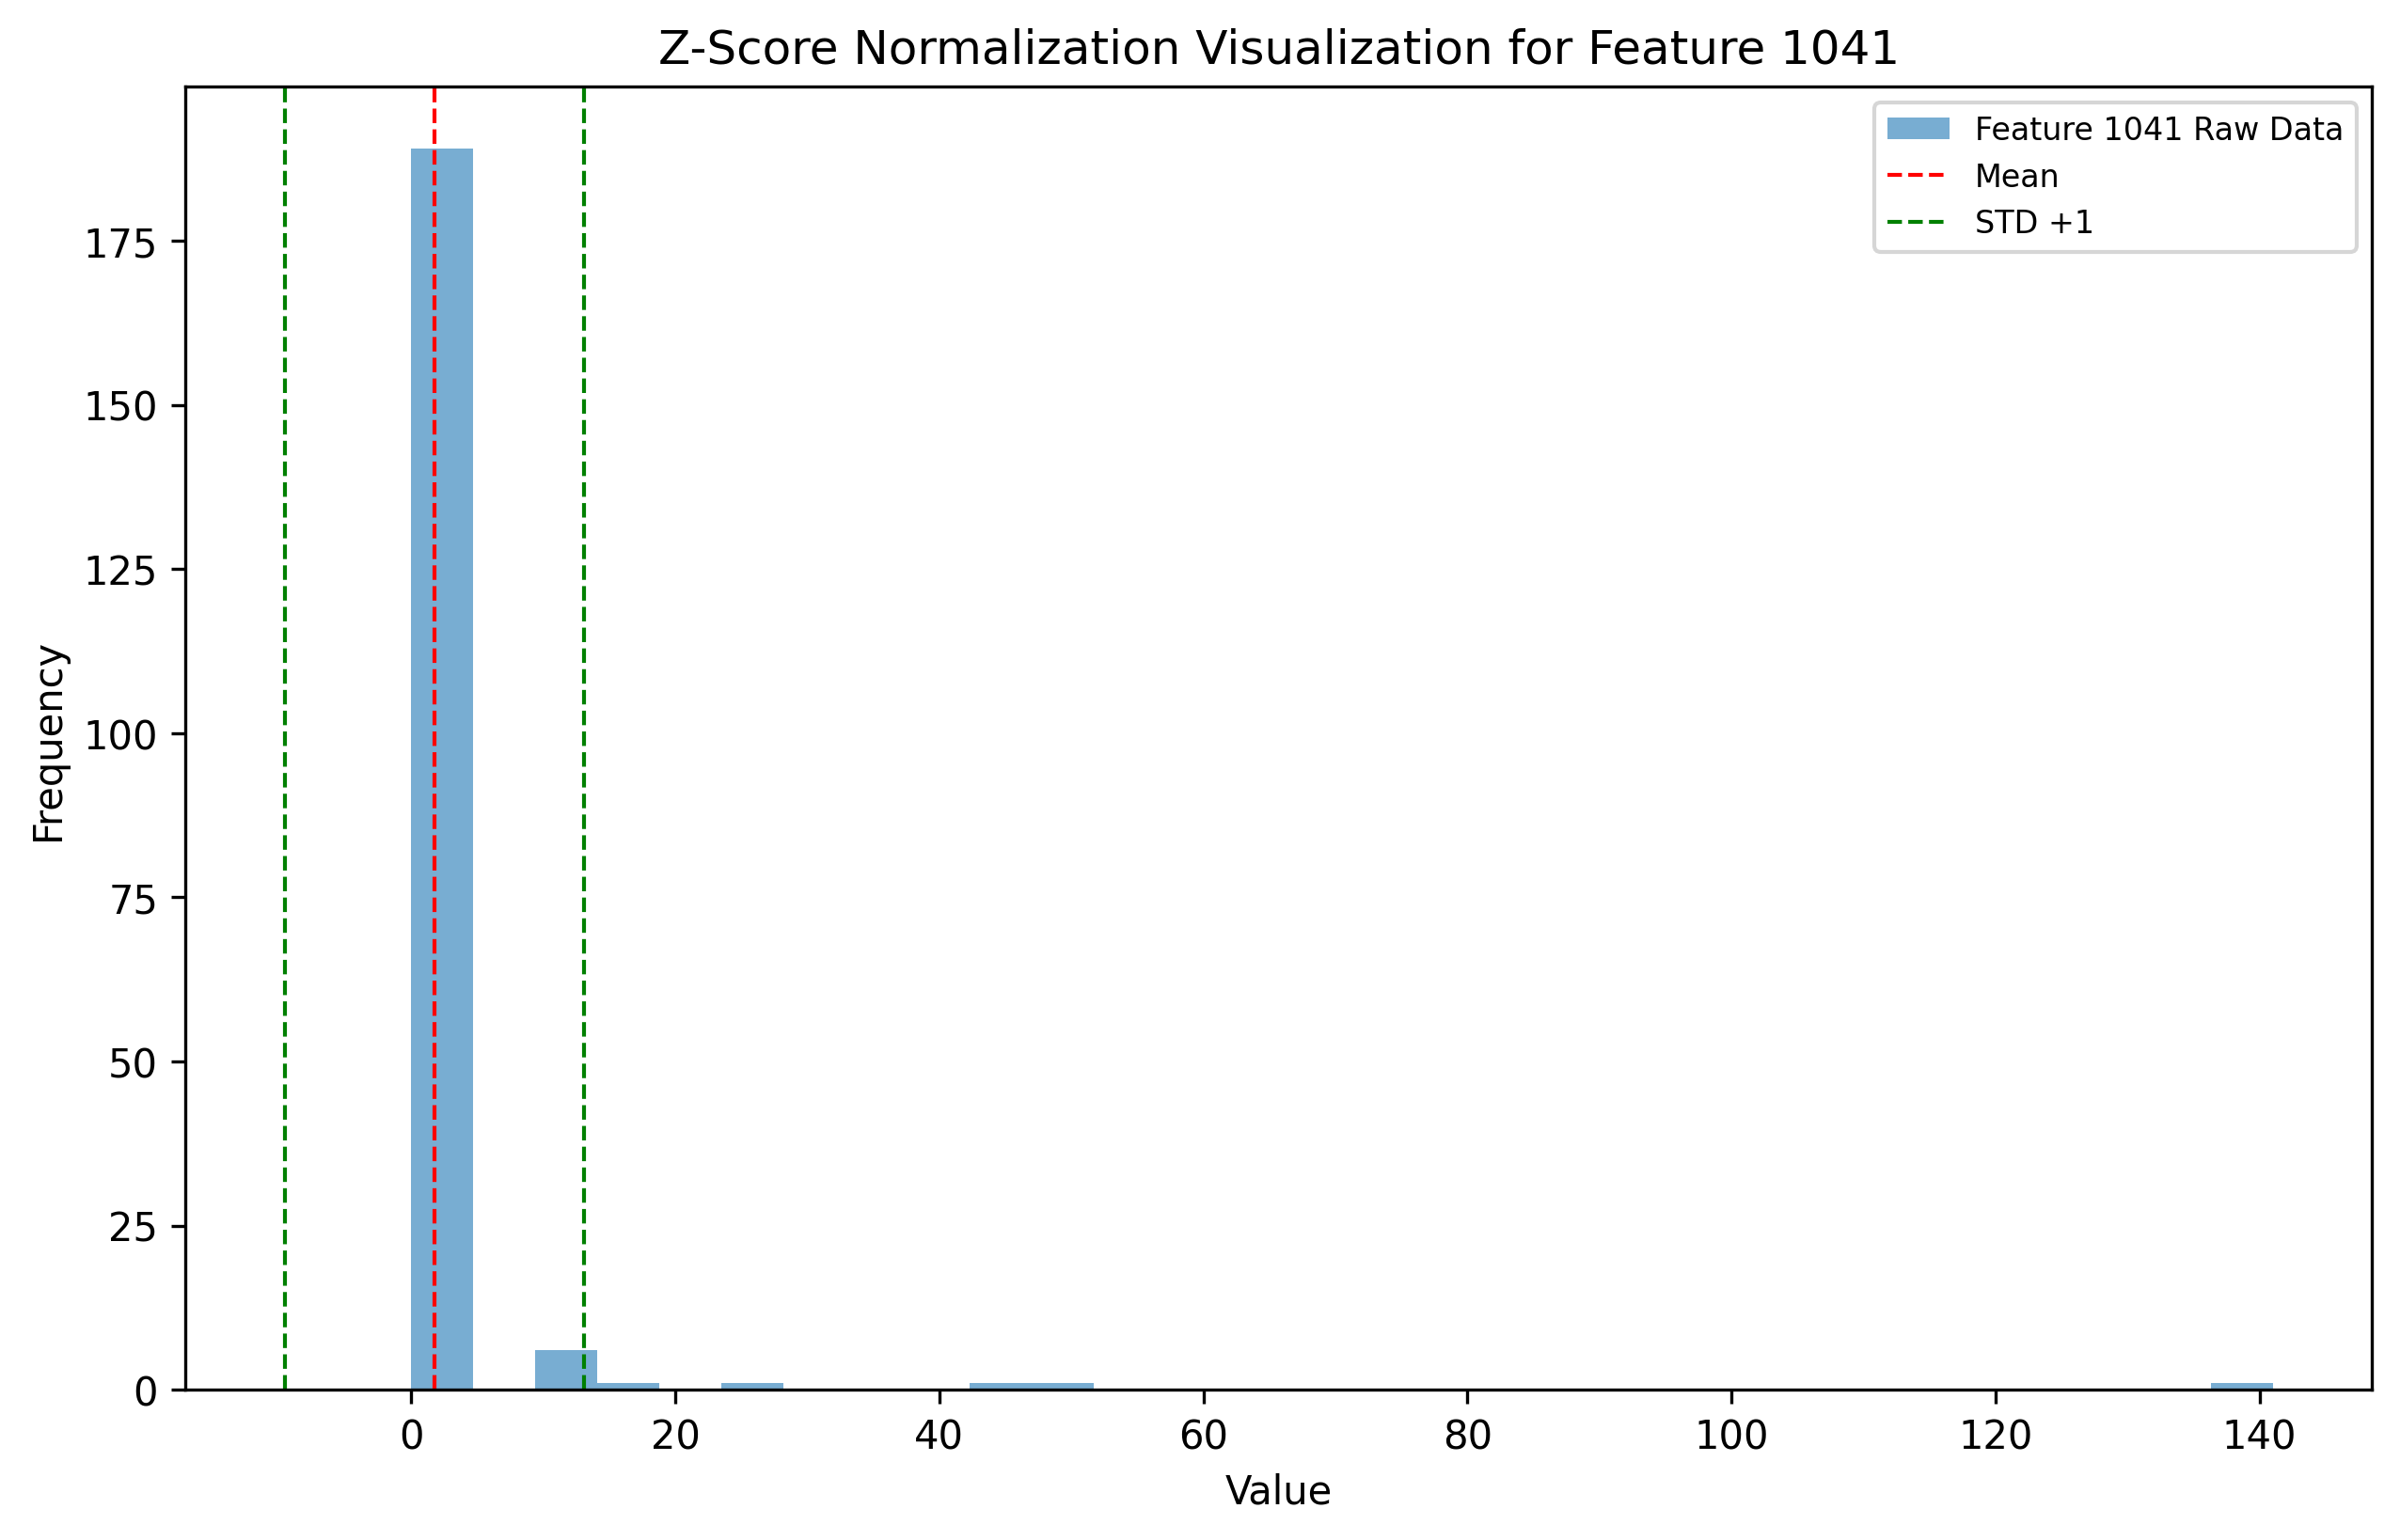 Z-Score Normalization Visualization for Feature 1041
Feature 1041 Raw Data
Mean
STD +1
175
150
125
100
75
50
25
0
Frequency
0 20 40 60 80 100 120 140
Value